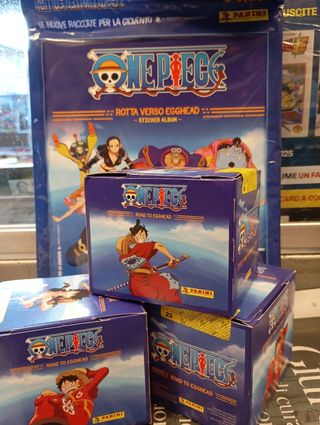 LE NUOVE RACCOLTE PER LA GIOVENTÙ
PANINI
USCITE
ONE PIECE
ROTTA VERSO EGGHEAD
- STICKER ALBUM -
2025
ONE PIECE
ROAD TO EGGHEAD
PANINI
ONE PIECE
ROAD TO EGGHEAD
PANINI
ONE PIECE
ROAD TO EGGHEAD
PANINI